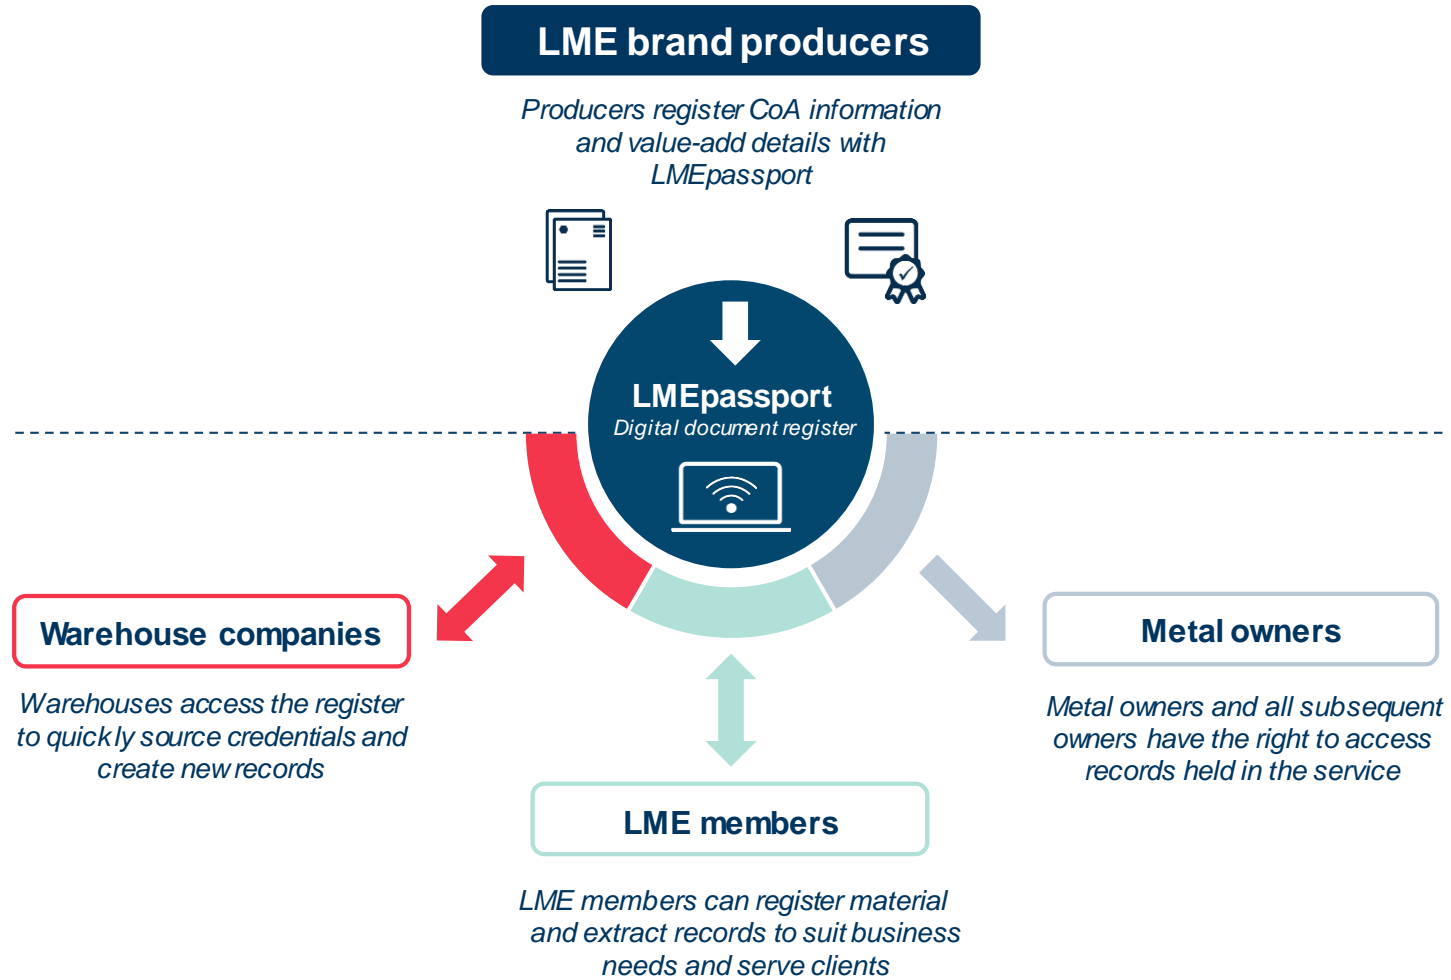 LME brand producers
Producers register CoA information
and value-add details with
LMEpassport
LMEpassport
Digital document register
Warehouse companies
Warehouses access the register
to quickly source credentials and
create new records
Metal owners
Metal owners and all subsequent
owners have the right to access
records held in the service
LME members
LME members can register material
and extract records to suit business
needs and serve clients